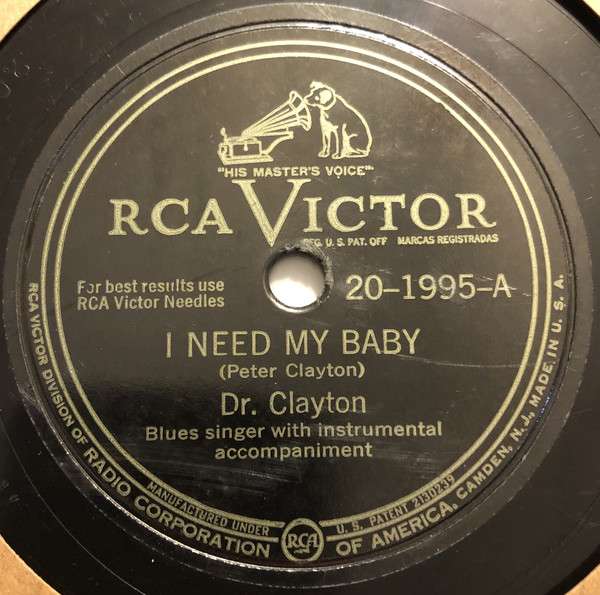 "HIS MASTER'S VOICE"
RCA VICTOR
REG. U. S. PAT. OFF. MARCAS REGISTRADAS
For best results use
RCA Victor Needles
20-1995-A
I NEED MY BABY
(Peter Clayton)
Dr. Clayton
Blues singer with instrumental
accompaniment
RCA VICTOR DIVISION OF RADIO CORPORATION OF AMERICA, CAMDEN, N. J., MADE IN U. S. A.
MANUFACTURED UNDER U. S. PATENT 2130239
RCA